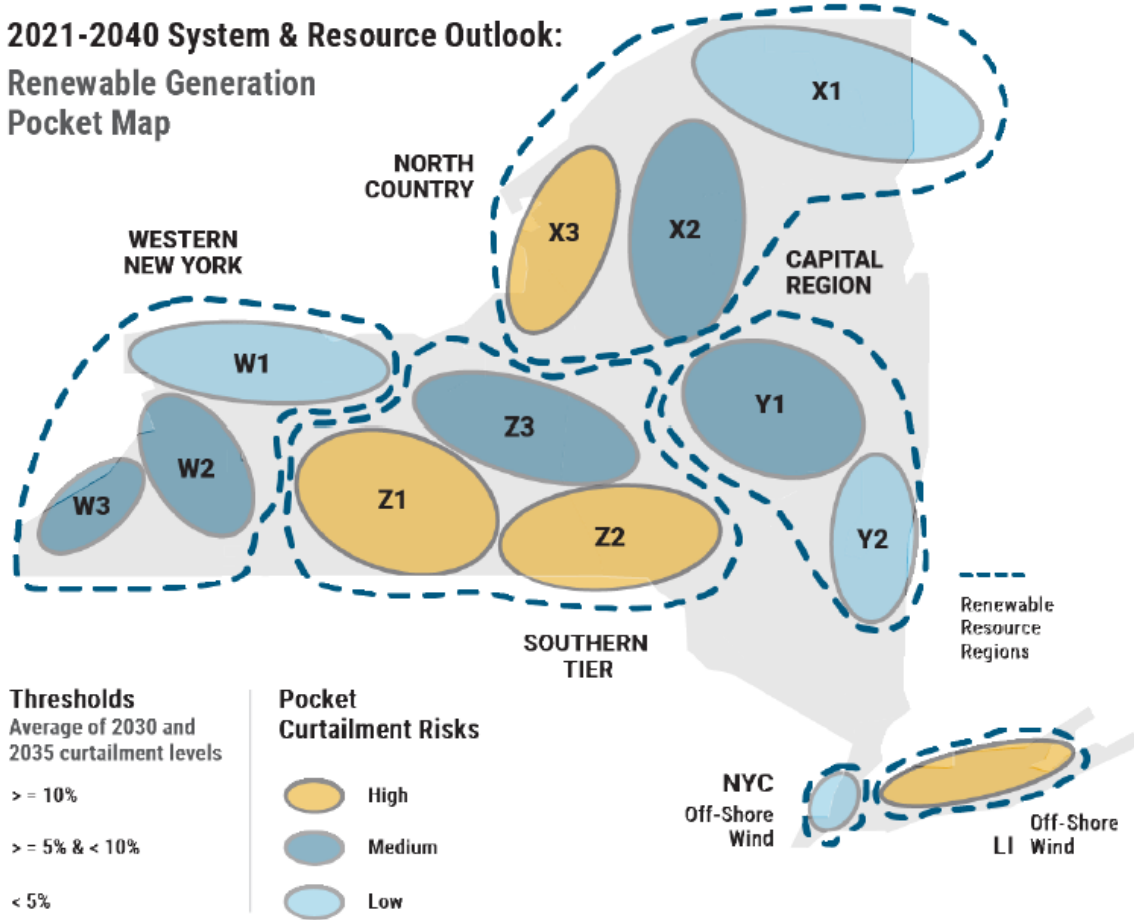 2021-2040 System & Resource Outlook:
Renewable Generation
Pocket Map
X1
NORTH
COUNTRY
X3
X2
WESTERN
NEW YORK
CAPITAL
REGION
W1
Y1
Z3
W2
W3
Z1
Z2
Y2
Renewable
Resource
Regions
SOUTHERN
TIER
Thresholds
Average of 2030 and
2035 curtailment levels
> = 10%
> = 5% & < 10%
< 5%
Pocket
Curtailment Risks
High
Medium
Low
NYC
Off-Shore
Wind
Off-Shore
LI Wind